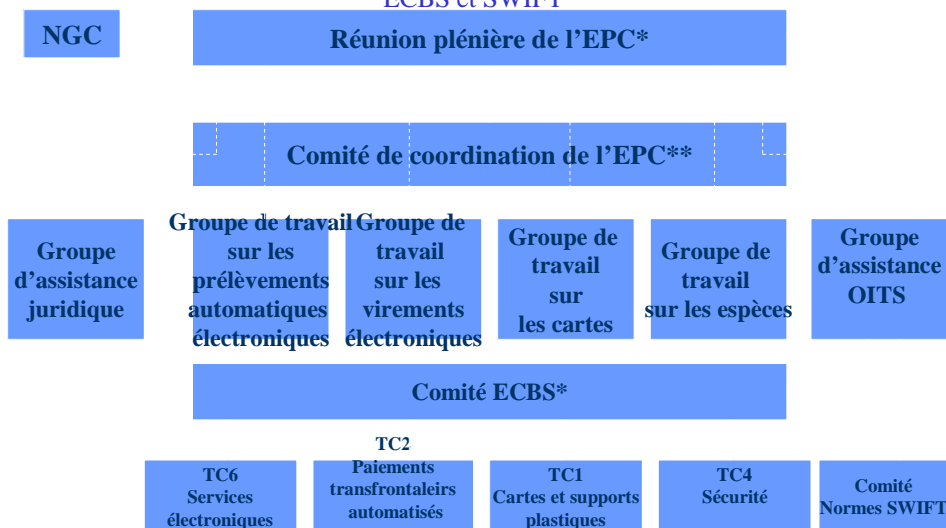 ECBS et SWIFT
NGC
Réunion plénière de l’EPC*
Comité de coordination de l’EPC**
Groupe
d’assistance
juridique
Groupe de travail
sur les
prélèvements
automatiques
électroniques
Groupe de
travail
sur les
virements
électroniques
Groupe de
travail
sur
les cartes
Groupe de
travail
sur les espèces
Groupe
d’assistance
OITS
Comité ECBS*
TC6
Services
électroniques
TC2
Paiements
transfrontaleirs
automatisés
TC1
Cartes et supports
plastiques
TC4
Sécurité
Comité
Normes SWIFT